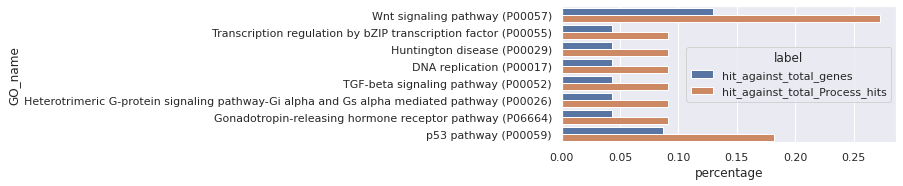 GO_name
Wnt signaling pathway (P00057)
Transcription regulation by bZIP transcription factor (P00055)
Huntington disease (P00029)
DNA replication (P00017)
TGF-beta signaling pathway (P00052)
Heterotrimeric G-protein signaling pathway-Gi alpha and Gs alpha mediated pathway (P00026)
Gonadotropin-releasing hormone receptor pathway (P06664)
p53 pathway (P00059)
label
hit_against_total_genes
hit_against_total_Process_hits
0.00 0.05 0.10 0.15 0.20 0.25
percentage